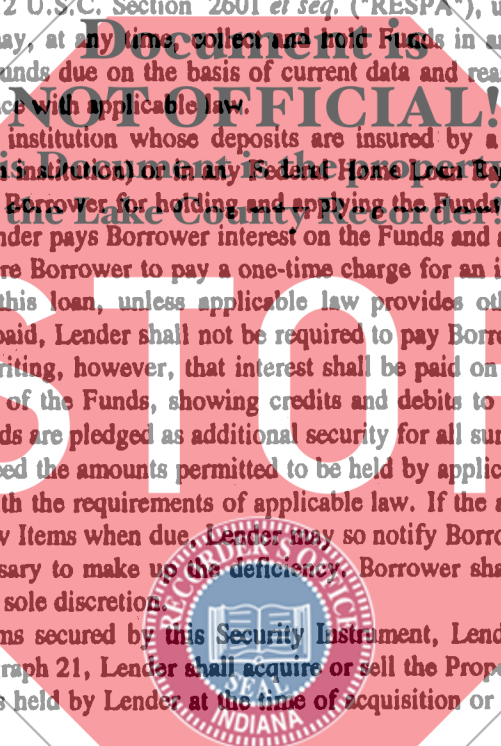 2 U.S.C. Section 2601 et seq. ("RESPA"), u
Document is
ay, at any time, collect and hold Funds in a
unds due on the basis of current data and rea
ce with applicable law.
NOT OFFICIAL!
institution whose deposits are insured by a
is Document is the property
institution) or in any Federal Home Loan
Borrower for holding and applying the Funds
the Lake County Recorder!
nder pays Borrower interest on the Funds and
re Borrower to pay a one-time charge for an i
this loan, unless applicable law provides ot
paid, Lender shall not be required to pay Borro
riting, however, that interest shall be paid on
of the Funds, showing credits and debits to
ds are pledged as additional security for all sum
STOP
eed the amounts permitted to be held by applic
th the requirements of applicable law. If the
w Items when due, Lender may so notify Borro
sary to make up the deficiency. Borrower sha
sole discretion.
ms secured by this Security Instrument, Lend
raph 21, Lender shall acquire or sell the Prope
s held by Lender at the time of acquisition or
RECORDER'S OFFICE
SEAL
INDIANA